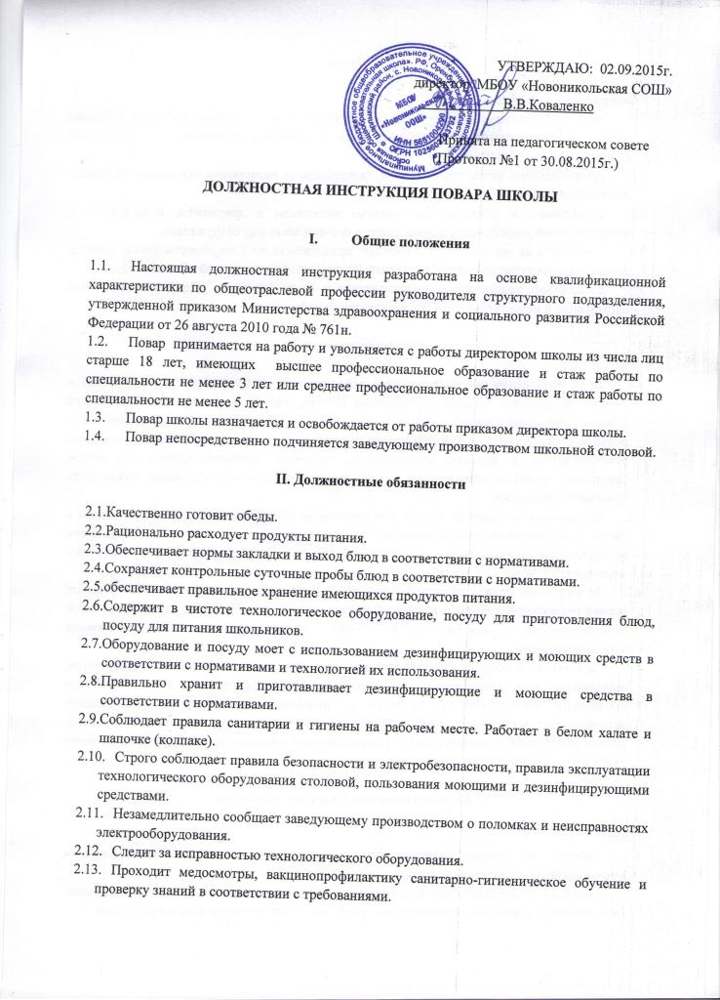 УТВЕРЖДАЮ: 02.09.2015г.
директор МБОУ «Новоникольская СОШ»
В.В.Коваленко
Принята на педагогическом совете
(Протокол №1 от 30.08.2015г.)
МБОУ
«Новоникольская
ООШ»
ИНН 5651004290
ДОЛЖНОСТНАЯ ИНСТРУКЦИЯ ПОВАРА ШКОЛЫ
I. Общие положения
1.1. Настоящая должностная инструкция разработана на основе квалификационной
характеристики по общеотраслевой профессии руководителя структурного подразделения,
утвержденной приказом Министерства здравоохранения и социального развития Российской
Федерации от 26 августа 2010 года № 761н.
1.2. Повар принимается на работу и увольняется с работы директором школы из числа лиц
старше 18 лет, имеющих высшее профессиональное образование и стаж работы по
специальности не менее 3 лет или среднее профессиональное образование и стаж работы по
специальности не менее 5 лет.
1.3. Повар школы назначается и освобождается от работы приказом директора школы.
1.4. Повар непосредственно подчиняется заведующему производством школьной столовой.
II. Должностные обязанности
2.1.Качественно готовит обеды.
2.2.Рационально расходует продукты питания.
2.3.Обеспечивает нормы закладки и выход блюд в соответствии с нормативами.
2.4.Сохраняет контрольные суточные пробы блюд в соответствии с нормативами.
2.5.обеспечивает правильное хранение имеющихся продуктов питания.
2.6.Содержит в чистоте технологическое оборудование, посуду для приготовления блюд,
посуду для питания школьников.
2.7.Оборудование и посуду моет с использованием дезинфицирующих и моющих средств в
соответствии с нормативами и технологией их использования.
2.8.Правильно хранит и приготавливает дезинфицирующие и моющие средства в
соответствии с нормативами.
2.9.Соблюдает правила санитарии и гигиены на рабочем месте. Работает в белом халате и
шапочке (колпаке).
2.10. Строго соблюдает правила безопасности и электробезопасности, правила эксплуатации
технологического оборудования столовой, пользования моющими и дезинфицирующими
средствами.
2.11. Незамедлительно сообщает заведующему производством о поломках и неисправностях
электрооборудования.
2.12. Следит за исправностью технологического оборудования.
2.13. Проходит медосмотры, вакцинопрофилактику санитарно-гигиеническое обучение и
проверку знаний в соответствии с требованиями.